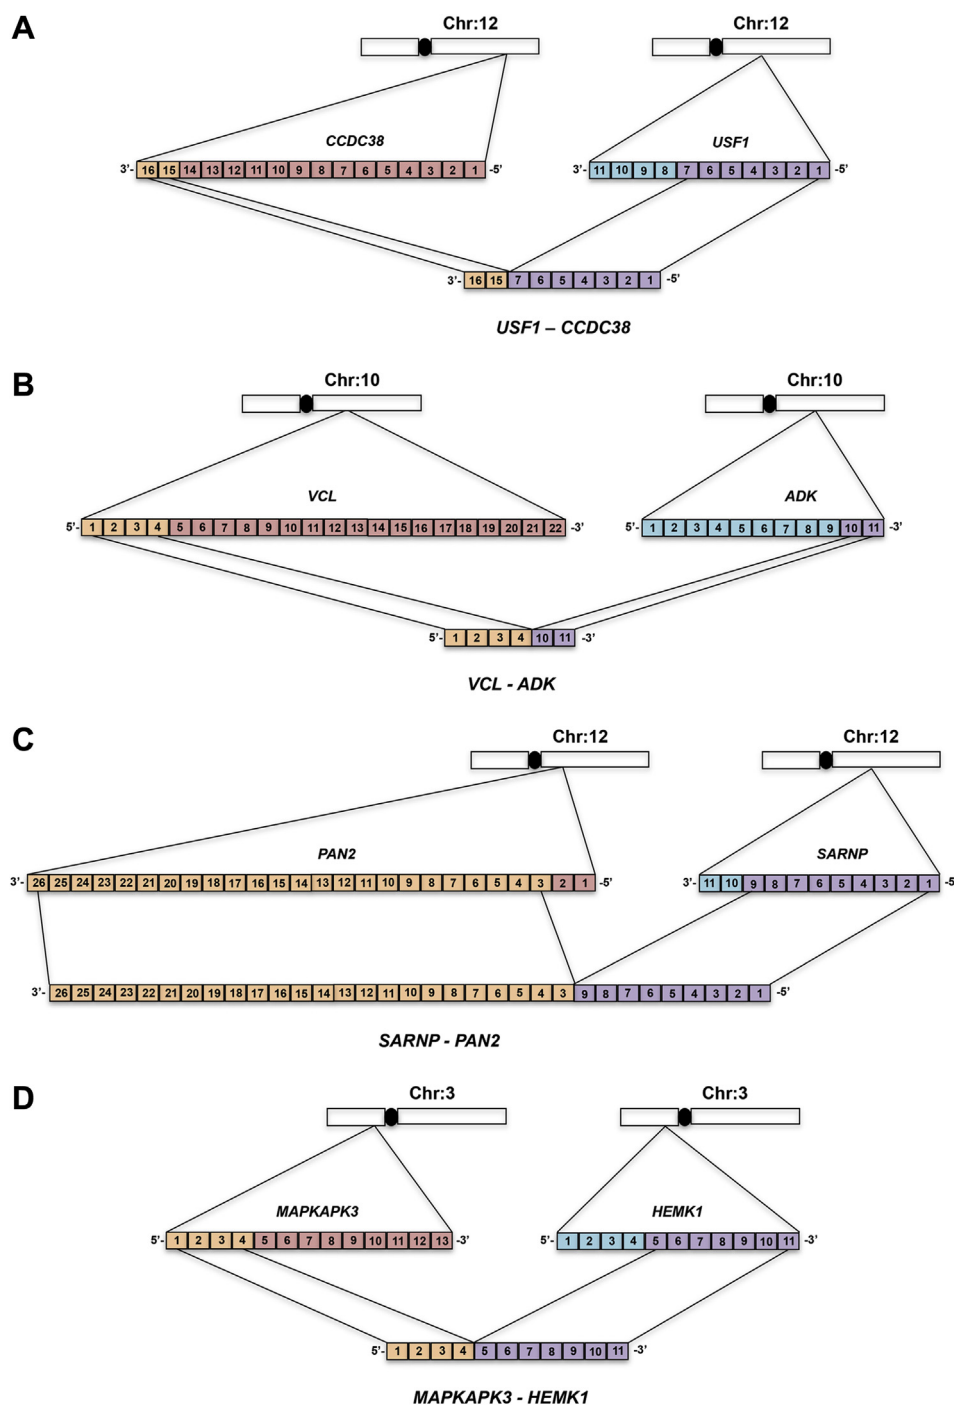 A
Chr:12 Chr:12
CCDC38 USF1
3'- 16 15 14 13 12 11 10 9 8 7 6 5 4 3 2 1 -5' 3'- 11 10 9 8 7 6 5 4 3 2 1 -5'
3'- 16 15 7 6 5 4 3 2 1 -5'
USF1 – CCDC38
B
Chr:10 Chr:10
VCL ADK
5'- 1 2 3 4 5 6 7 8 9 10 11 12 13 14 15 16 17 18 19 20 21 22 -3' 5'- 1 2 3 4 5 6 7 8 9 10 11 -3'
5'- 1 2 3 4 10 11 -3'
VCL - ADK
C
Chr:12 Chr:12
PAN2 SARNP
3'- 26 25 24 23 22 21 20 19 18 17 16 15 14 13 12 11 10 9 8 7 6 5 4 3 2 1 -5' 3'- 11 10 9 8 7 6 5 4 3 2 1 -5'
3'- 26 25 24 23 22 21 20 19 18 17 16 15 14 13 12 11 10 9 8 7 6 5 4 3 9 8 7 6 5 4 3 2 1 -5'
SARNP - PAN2
D
Chr:3 Chr:3
MAPKAPK3 HEMK1
5'- 1 2 3 4 5 6 7 8 9 10 11 12 13 -3' 5'- 1 2 3 4 5 6 7 8 9 10 11 -3'
5'- 1 2 3 4 5 6 7 8 9 10 11 -3'
MAPKAPK3 - HEMK1